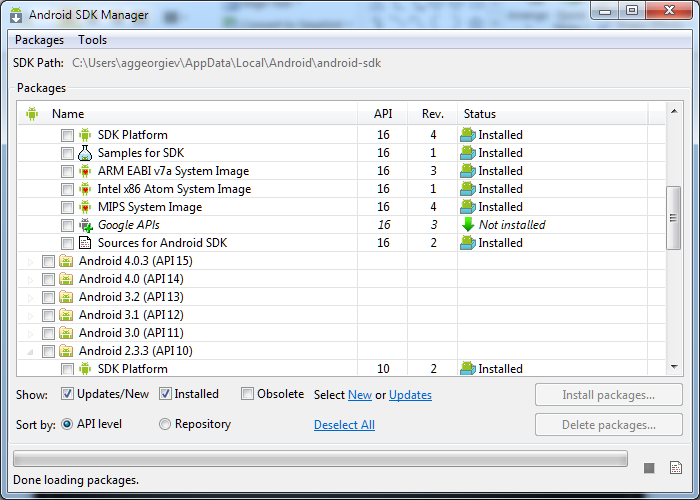 Android SDK Manager
Packages Tools
SDK Path: C:\Users\aggeorgiev\AppData\Local\Android\android-sdk
Packages
Name API Rev. Status
SDK Platform 16 4 Installed
Samples for SDK 16 1 Installed
ARM EABI v7a System Image 16 3 Installed
Intel x86 Atom System Image 16 1 Installed
MIPS System Image 16 4 Installed
Google APIs 16 3 Not installed
Sources for Android SDK 16 2 Installed
Android 4.0.3 (API 15)
Android 4.0 (API 14)
Android 3.2 (API 13)
Android 3.1 (API 12)
Android 3.0 (API 11)
Android 2.3.3 (API 10)
SDK Platform 10 2 Installed
Show: Updates/New Installed Obsolete Select New or Updates Install packages...
Sort by: API level Repository Deselect All Delete packages...
Done loading packages.